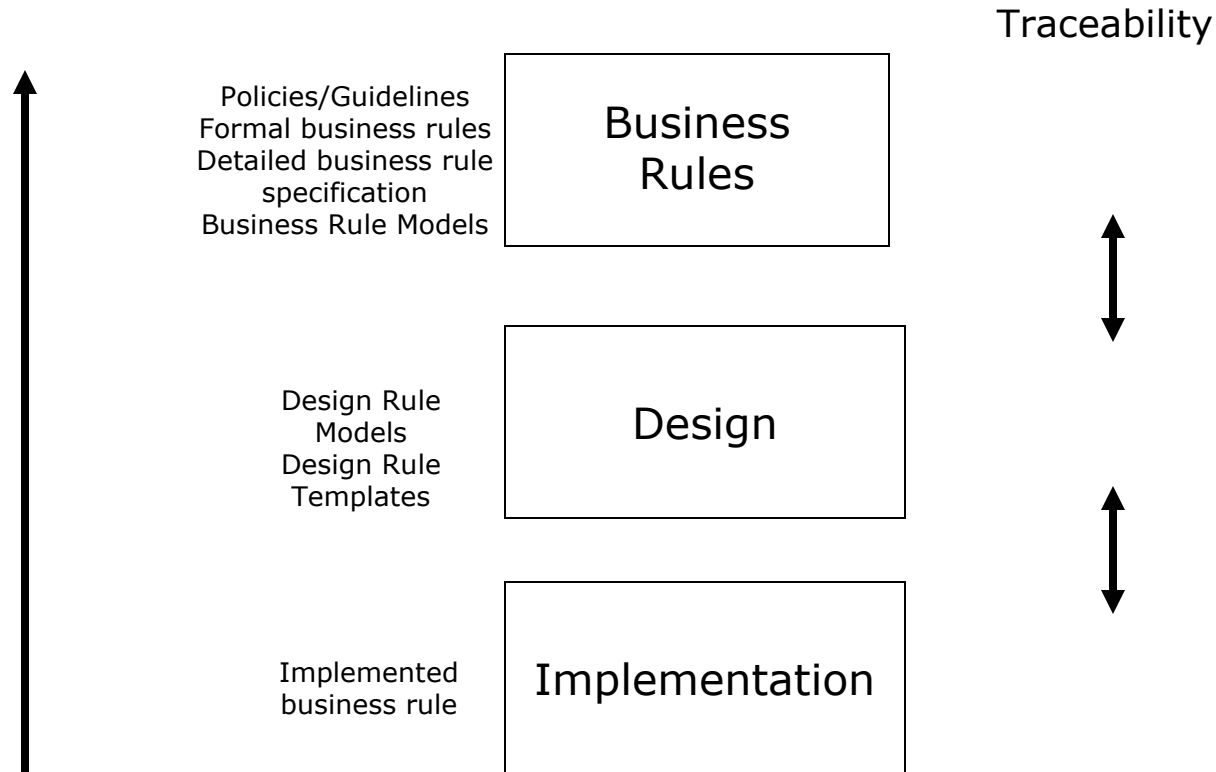 Traceability
Policies/Guidelines
Formal business rules
Detailed business rule
specification
Business Rule Models
Business
Rules
Design Rule
Models
Design Rule
Templates
Design
Implemented
business rule
Implementation